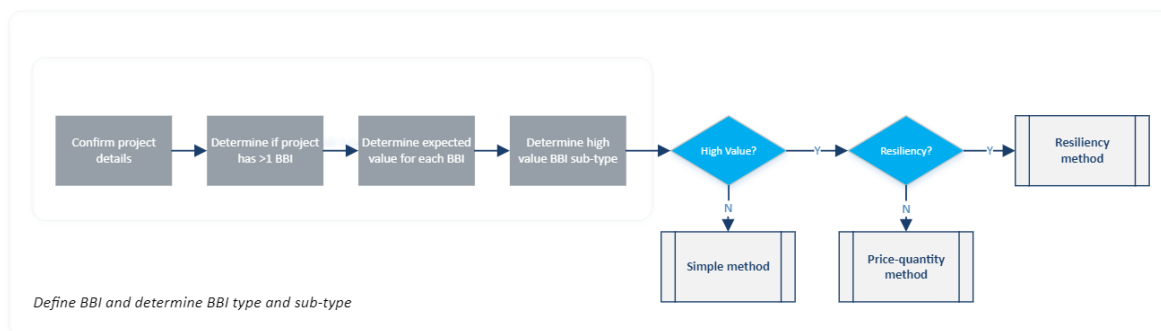 Confirm project
details
Determine if project
has >1 BBI
Determine expected
value for each BBI
Determine high
value BBI sub-type
High Value?
Y
Resiliency?
Y
Resiliency
method
N
N
Simple method
Price-quantity
method
Define BBI and determine BBI type and sub-type